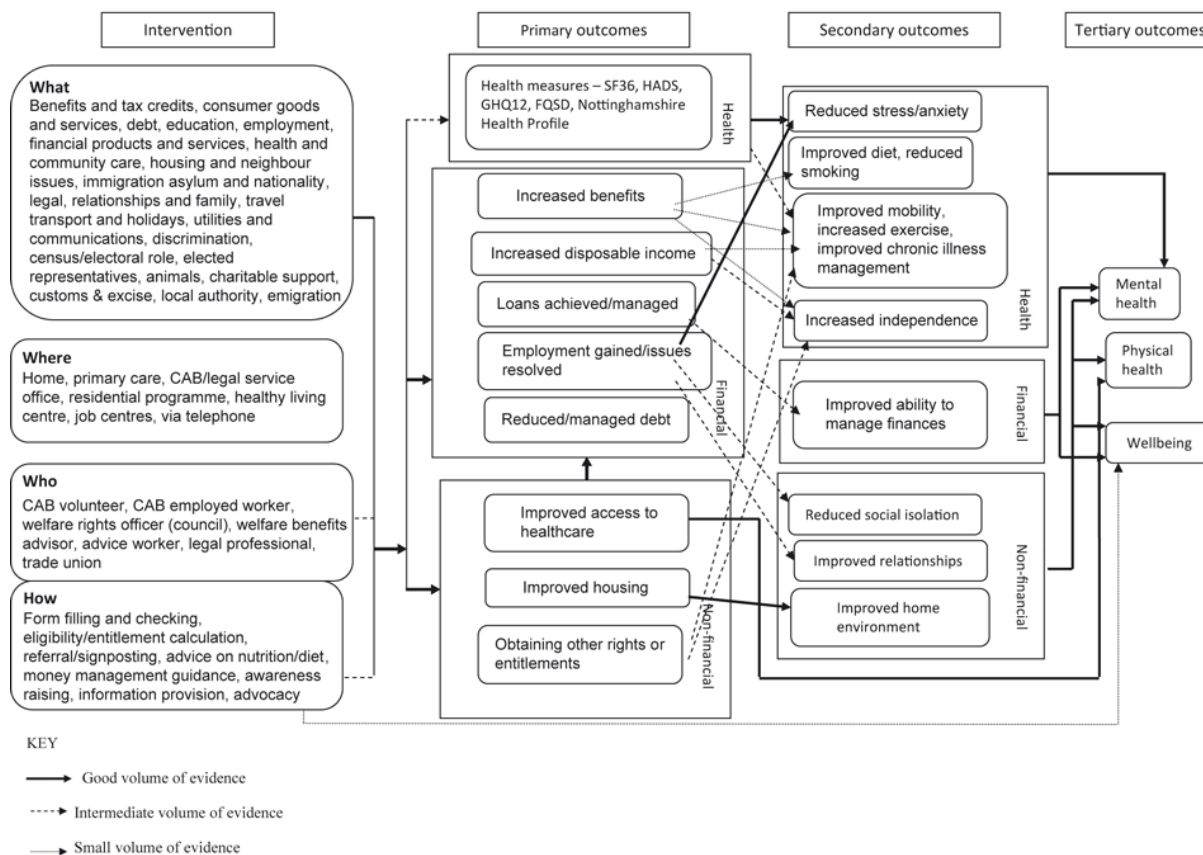 Intervention
Primary outcomes
Secondary outcomes
Tertiary outcomes
What
Benefits and tax credits, consumer goods
and services, debt, education, employment,
financial products and services, health and
community care, housing and neighbour
issues, immigration asylum and nationality,
legal, relationships and family, travel
transport and holidays, utilities and
communications, discrimination,
census/electoral role, elected
representatives, animals, charitable support,
customs & excise, local authority, emigration
Where
Home, primary care, CAB/legal service
office, residential programme, healthy living
centre, job centres, via telephone
Who
CAB volunteer, CAB employed worker,
welfare rights officer (council), welfare benefits
advisor, advice worker, legal professional,
trade union
How
Form filling and checking,
eligibility/entitlement calculation,
referral/signposting, advice on nutrition/diet,
money management guidance, awareness
raising, information provision, advocacy
Health measures – SF36, HADS,
GHQ12, FQSD, Nottinghamshire
Health Profile
Health
Increased benefits
Increased disposable income
Loans achieved/managed
Employment gained/issues
resolved
Reduced/managed debt
Financial
Improved access to
healthcare
Improved housing
Obtaining other rights or
entitlements
Non-financial
Reduced stress/anxiety
Improved diet, reduced
smoking
Improved mobility,
increased exercise,
improved chronic illness
management
Increased independence
Health
Improved ability to
manage finances
Financial
Reduced social isolation
Improved relationships
Improved home
environment
Non-financial
Mental
health
Physical
health
Wellbeing
KEY
Good volume of evidence
Intermediate volume of evidence
Small volume of evidence